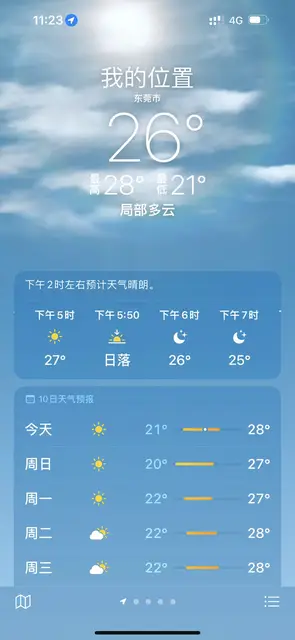 11:23
4G
我的位置
东莞市
26°
最高28° 最低21°
局部多云
下午2时左右预计天气晴朗。
下午5时 下午5:50 下午6时 下午7时
27° 日落 26° 25°
10日天气预报
今天 21° 28°
周日 20° 27°
周一 22° 27°
周二 22° 28°
周三 22° 28°